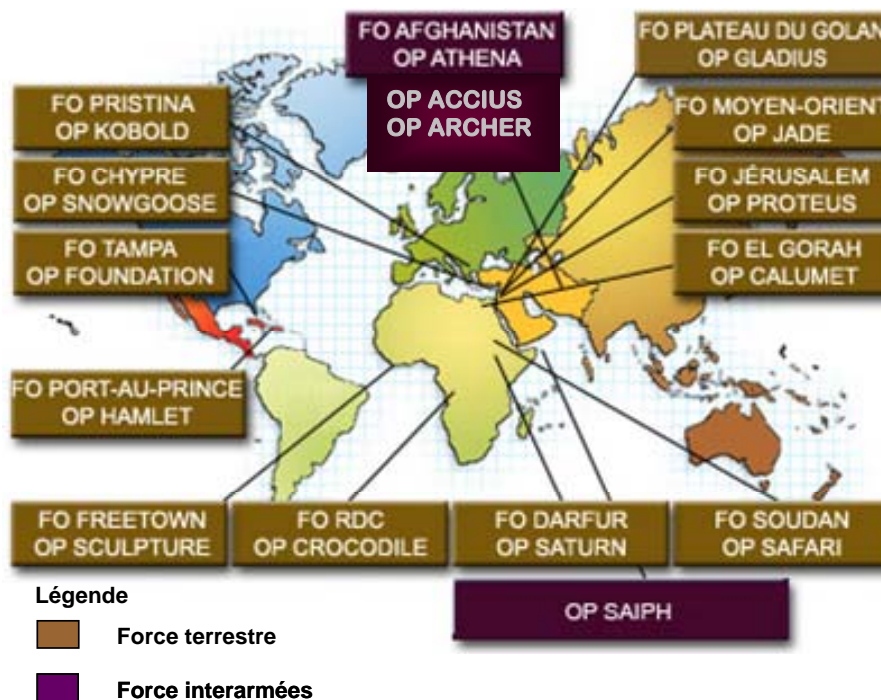 FO AFGHANISTAN
OP ATHENA
OP ACCIUS
OP ARCHER
FO PLATEAU DU GOLAN
OP GLADIUS
FO PRISTINA
OP KOBOLD
FO MOYEN-ORIENT
OP JADE
FO CHYPRE
OP SNOWGOOSE
FO JÉRUSALEM
OP PROTEUS
FO TAMPA
OP FOUNDATION
FO EL GORAH
OP CALUMET
FO PORT-AU-PRINCE
OP HAMLET
FO FREETOWN
OP SCULPTURE
FO RDC
OP CROCODILE
FO DARFUR
OP SATURN
FO SOUDAN
OP SAFARI
OP SAIPH
Légende
Force terrestre
Force interarmées